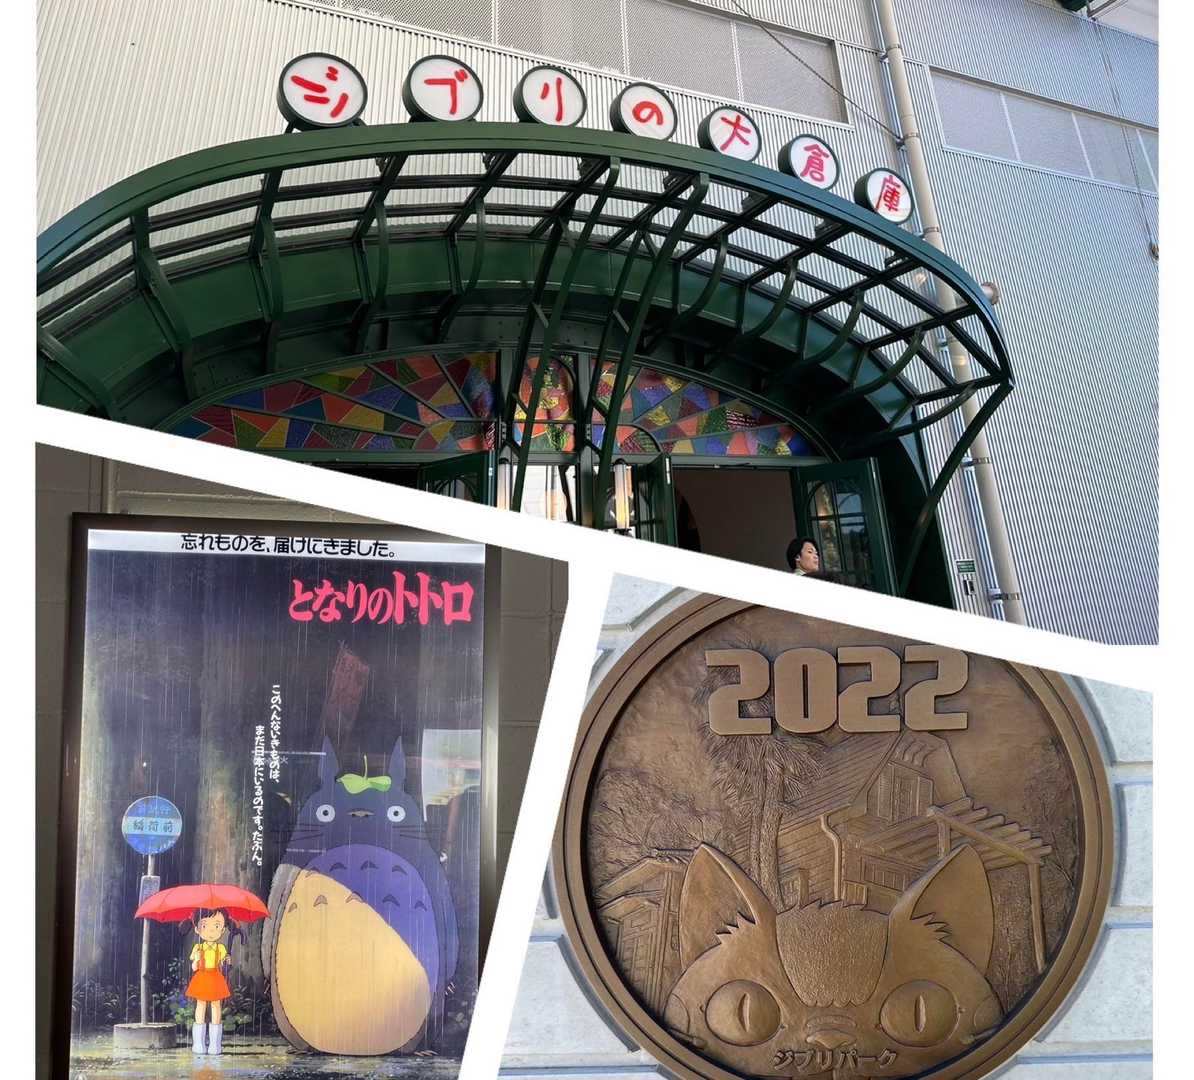 ジブリの大倉庫
忘れものを、届けにきました。
となりのトトロ
このへんないきものは、
まだ日本にいるのです。たぶん。
稲荷前
2022
ジブリパーク